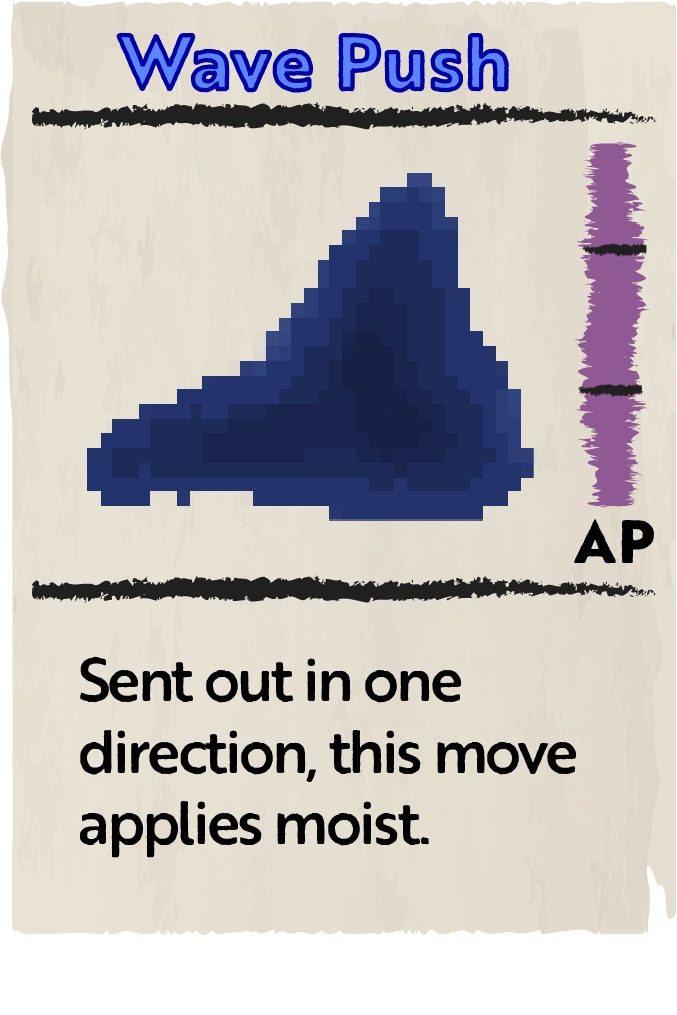 Wave Push
AP
Sent out in one
direction, this move
applies moist.